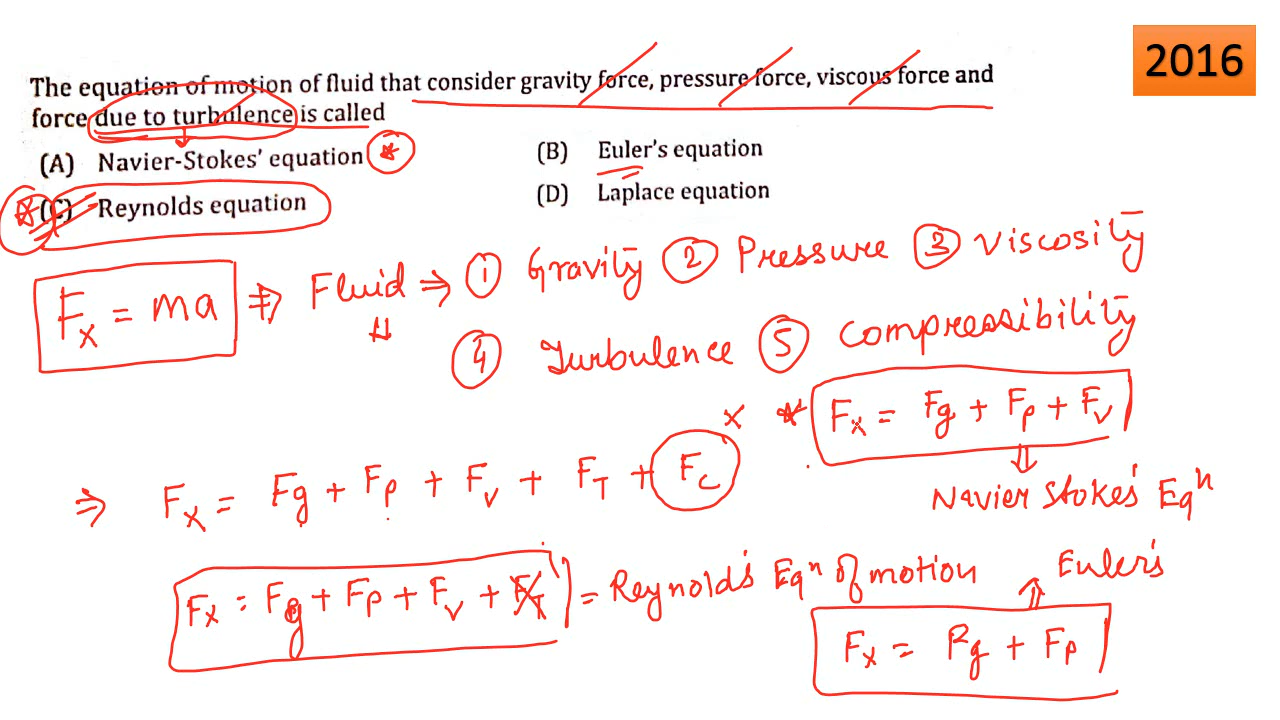 2016
The equation of motion of fluid that consider gravity force, pressure force, viscous force and
force due to turbulence is called
(A) Navier-Stokes' equation (B) Euler's equation
(C) Reynolds equation (D) Laplace equation
Fx = ma ⇒ Fluid ⇒ ① Gravity ② Pressure ③ Viscosity
④ Turbulence ⑤ Compressibility
x * Fx = Fg + Fp + Fv
⇒ Fx = Fg + Fp + Fv + FT + Fc
Navier Stoke's Eqn
Fx = Fg + Fp + Fv + FT = Reynold's Eqn of motion
Euler's
Fx = Fg + Fp